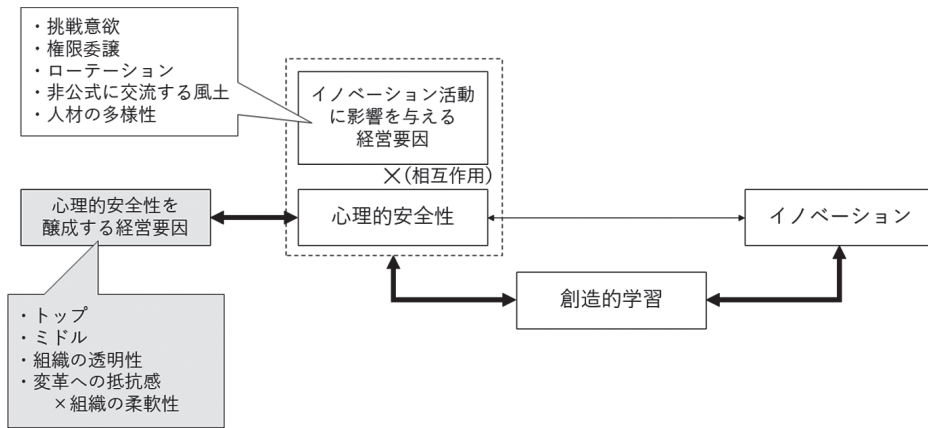 ・挑戦意欲
・権限委譲
・ローテーション
・非公式に交流する風土
・人材の多様性
イノベーション活動
に影響を与える
経営要因
×(相互作用)
心理的安全性を
醸成する経営要因
心理的安全性
イノベーション
創造的学習
・トップ
・ミドル
・組織の透明性
・変革への抵抗感
×組織の柔軟性